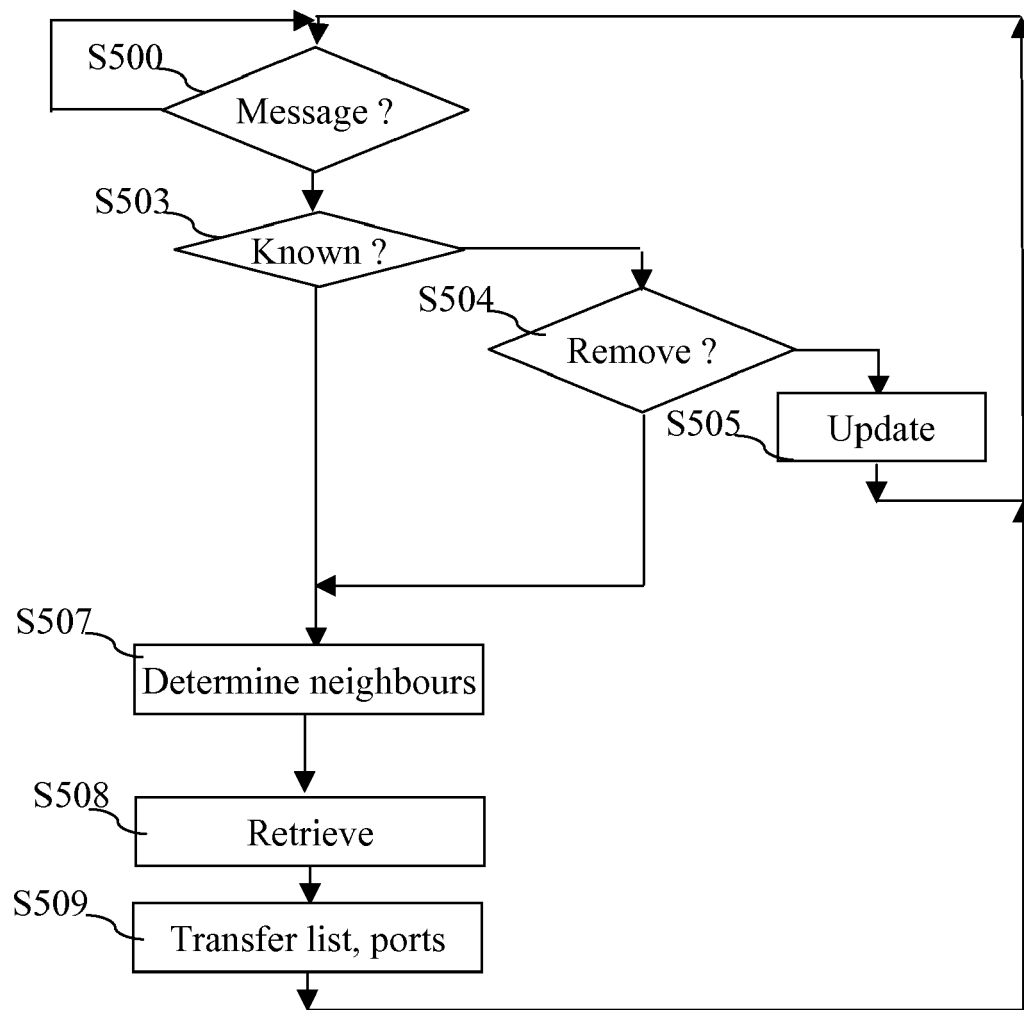 S500
Message ?
S503
Known ?
S504
Remove ?
S505
Update
S507
Determine neighbours
S508
Retrieve
S509
Transfer list, ports